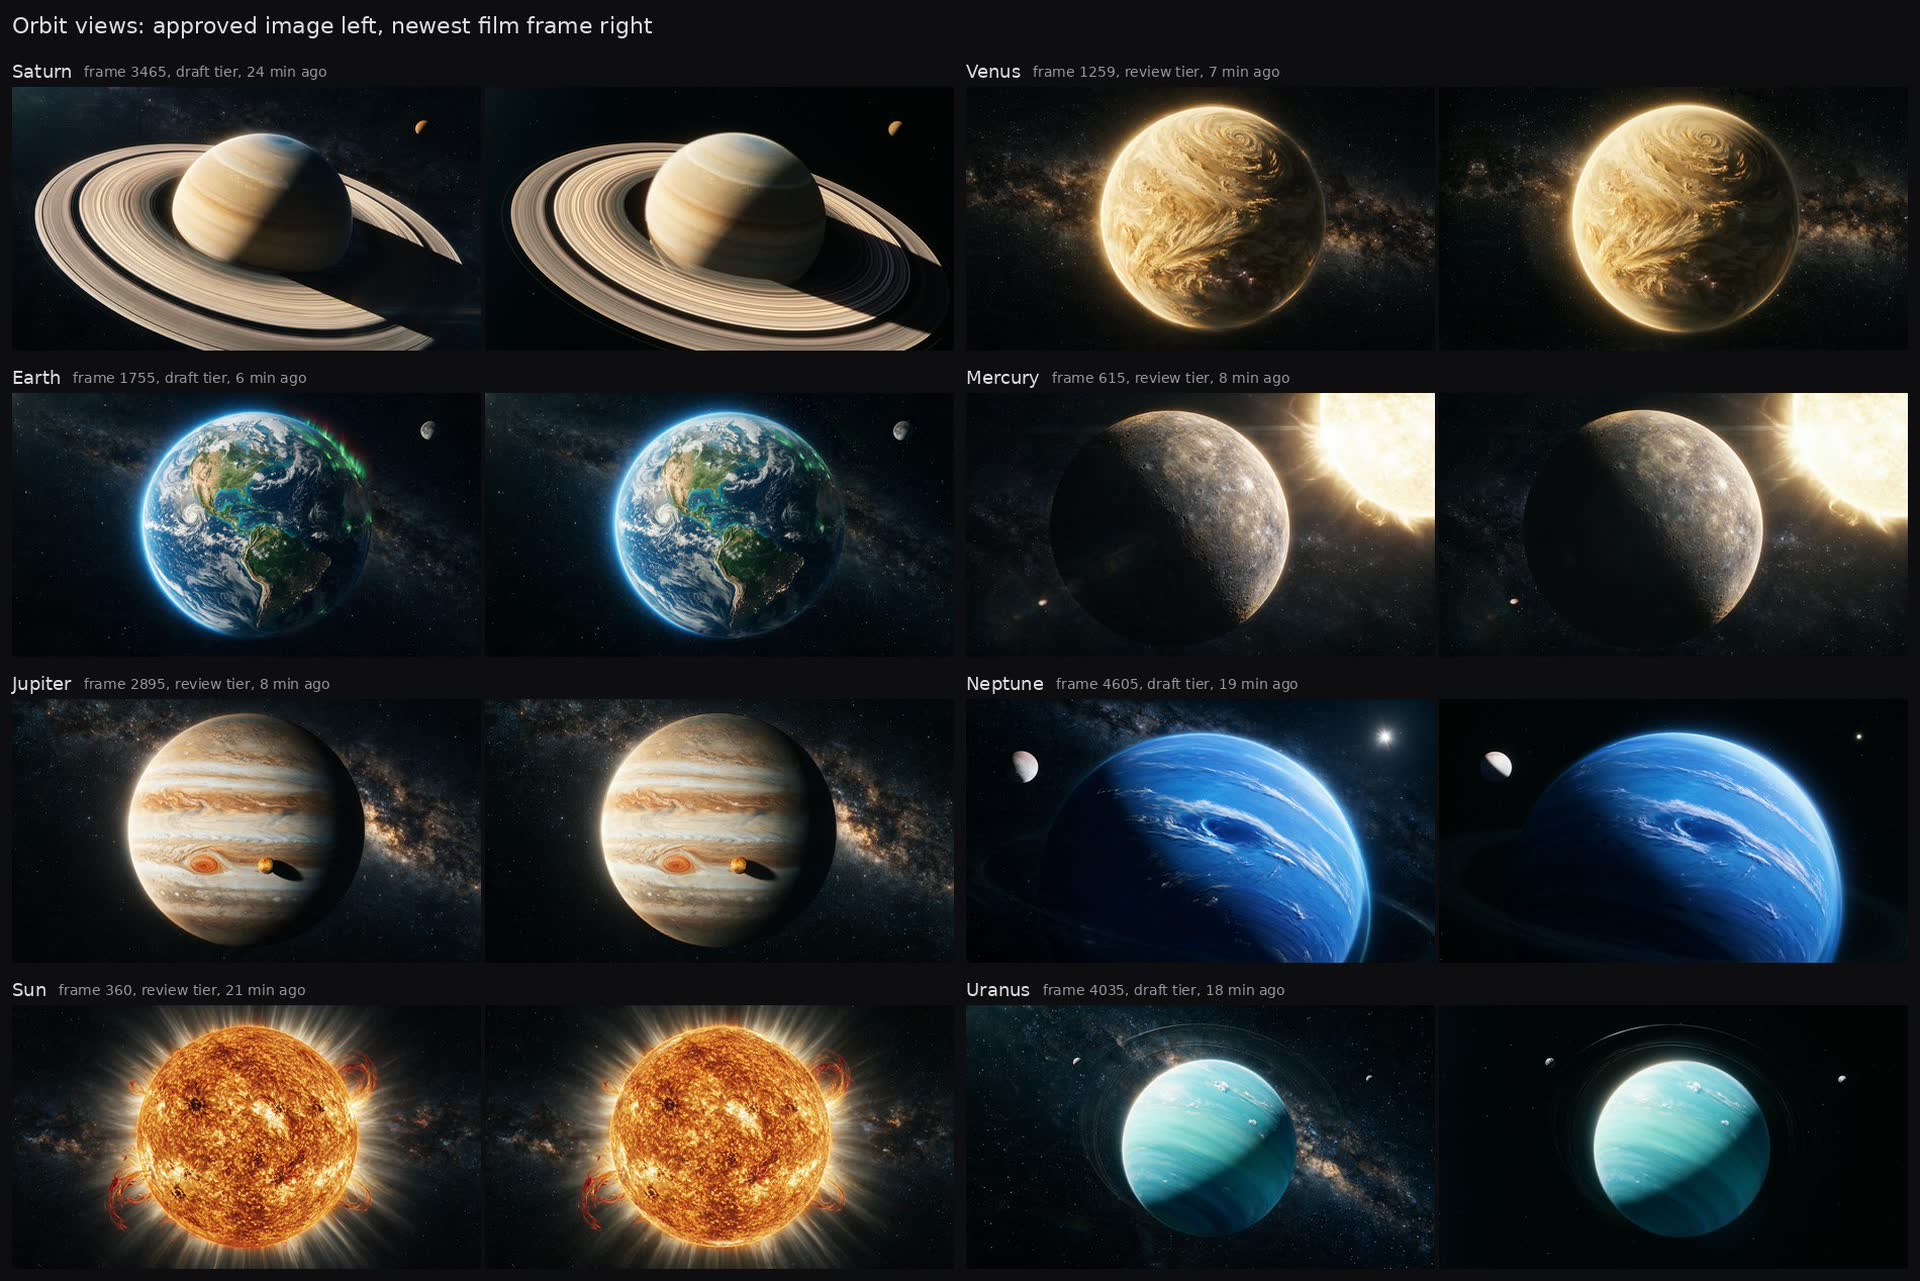 Orbit views: approved image left, newest film frame right
Saturn frame 3465, draft tier, 24 min ago
Venus frame 1259, review tier, 7 min ago
Earth frame 1755, draft tier, 6 min ago
Mercury frame 615, review tier, 8 min ago
Jupiter frame 2895, review tier, 8 min ago
Neptune frame 4605, draft tier, 19 min ago
Sun frame 360, review tier, 21 min ago
Uranus frame 4035, draft tier, 18 min ago